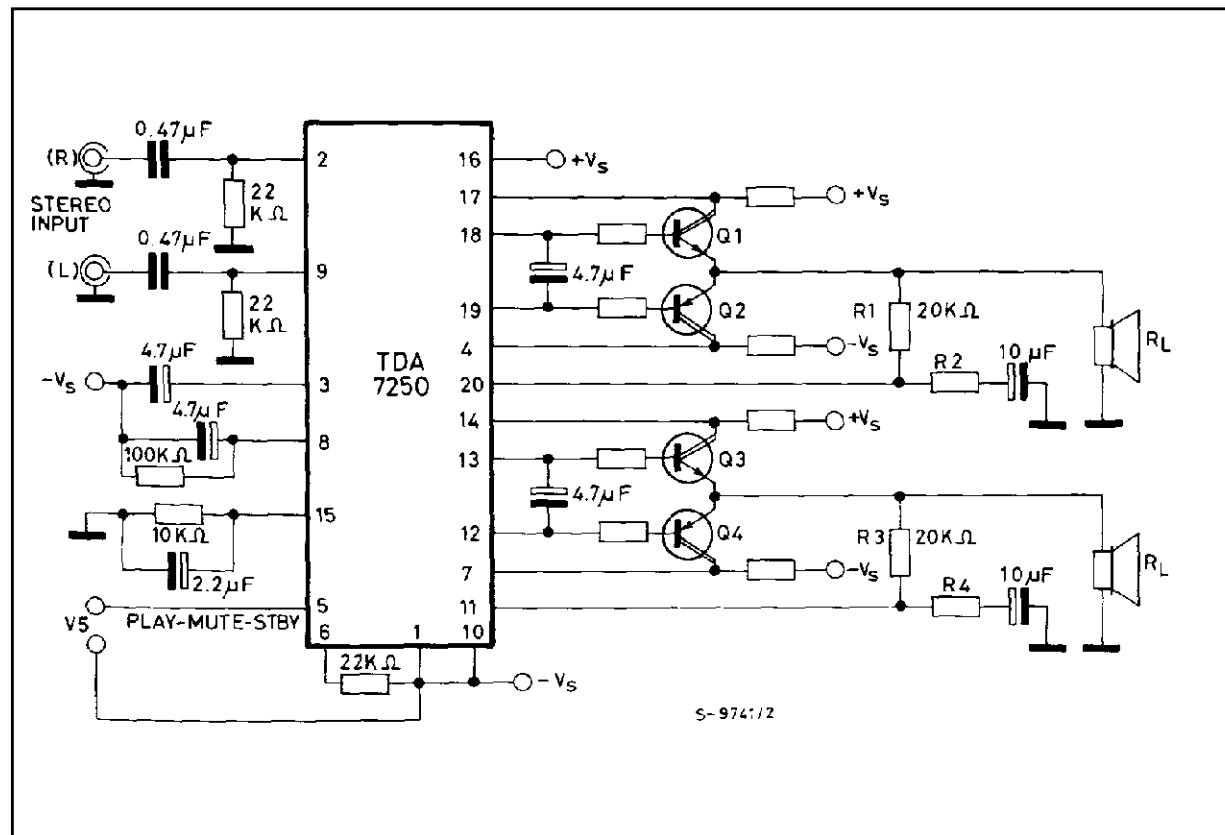 0.47µF
(R)
2
22
KΩ
STEREO
INPUT
0.47µF
(L)
9
22
KΩ
4.7µF
-Vs
3
4.7µF
8
100KΩ
15
10KΩ
2.2µF
V5
PLAY-MUTE-STBY
5
6
1
10
22KΩ
-Vs
TDA
7250
16
+Vs
17
+Vs
18
Q1
4.7µF
19
Q2
4
-Vs
20
R1
20KΩ
R2
10µF
RL
14
+Vs
13
Q3
4.7µF
12
Q4
7
-Vs
11
R3
20KΩ
R4
10µF
RL